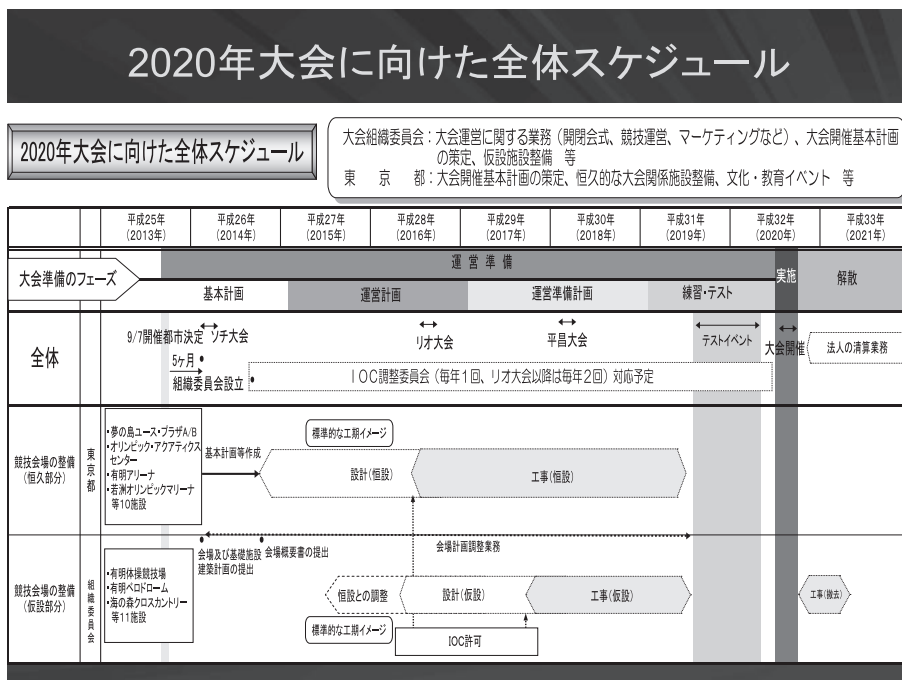 2020年大会に向けた全体スケジュール
2020年大会に向けた全体スケジュール
大会組織委員会：大会運営に関する業務（開閉会式、競技運営、マーケティングなど）、大会開催基本計画
の策定、仮設施設整備　等
東　京　都：大会開催基本計画の策定、恒久的な大会関係施設整備、文化・教育イベント　等
平成25年
（2013年）
平成26年
（2014年）
平成27年
（2015年）
平成28年
（2016年）
平成29年
（2017年）
平成30年
（2018年）
平成31年
（2019年）
平成32年
（2020年）
平成33年
（2021年）
大会準備のフェーズ
運営準備
実施
解散
基本計画
運営計画
運営準備計画
練習・テスト
全体
9/7開催都市決定
ソチ大会
リオ大会
平昌大会
テストイベント
大会開催
法人の清算業務
5ヶ月
組織委員会設立
ＩＯＣ調整委員会（毎年１回、リオ大会以降は毎年２回）対応予定
競技会場の整備
（恒久部分）
東京都
・夢の島ユース・プラザA/B
・オリンピック・アクアティクス
センター
・有明アリーナ
・若洲オリンピックマリーナ
等10施設
基本計画等作成
標準的な工期イメージ
設計（恒設）
工事（恒設）
会場計画調整業務
競技会場の整備
（仮設部分）
組織委員会
・有明体操競技場
・有明ベロドローム
・海の森クロスカントリー
等11施設
会場及び基礎施設
建築計画の提出
会場概要書の提出
恒設との調整
設計（仮設）
工事（仮設）
工事（撤去）
標準的な工期イメージ
IOC許可